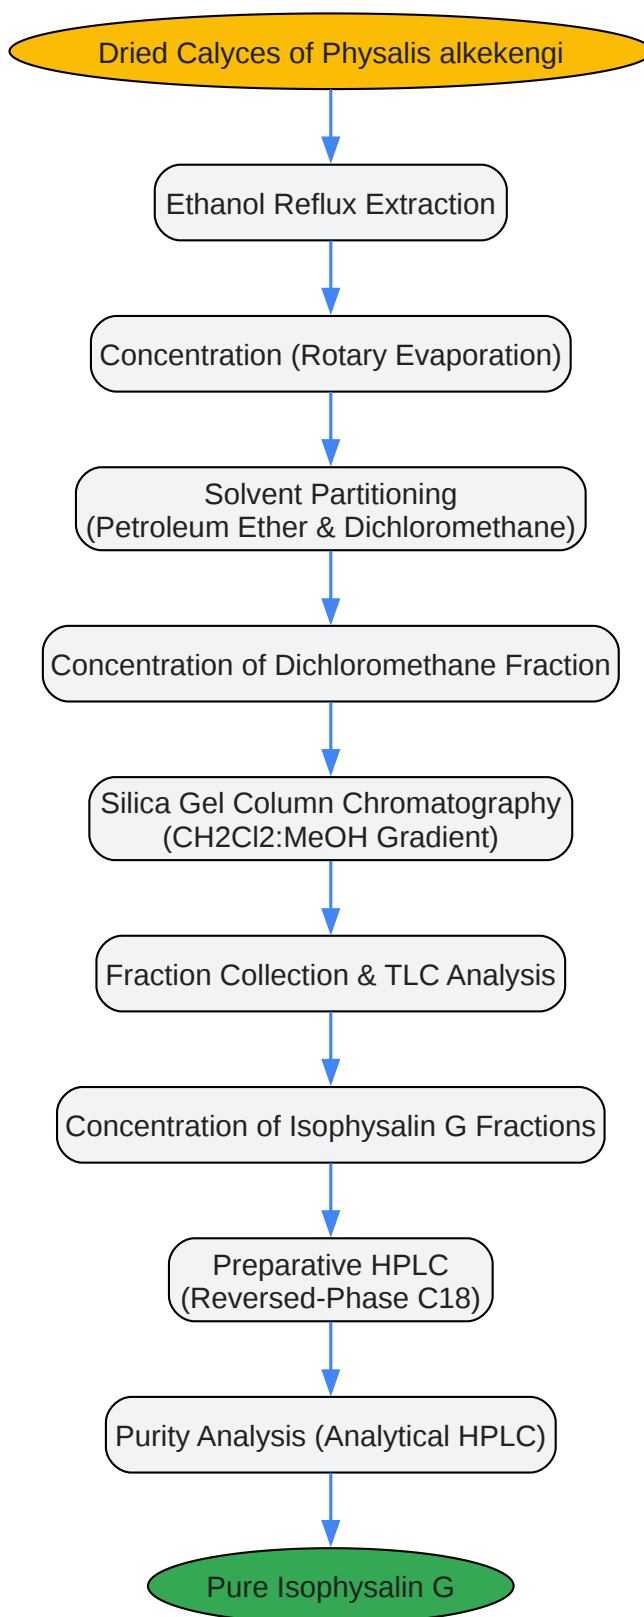 Dried Calyces of Physalis alkekengi
Ethanol Reflux Extraction
Concentration (Rotary Evaporation)
Solvent Partitioning
(Petroleum Ether & Dichloromethane)
Concentration of Dichloromethane Fraction
Silica Gel Column Chromatography
(CH2Cl2:MeOH Gradient)
Fraction Collection & TLC Analysis
Concentration of Isophysalin G Fractions
Preparative HPLC
(Reversed-Phase C18)
Purity Analysis (Analytical HPLC)
Pure Isophysalin G